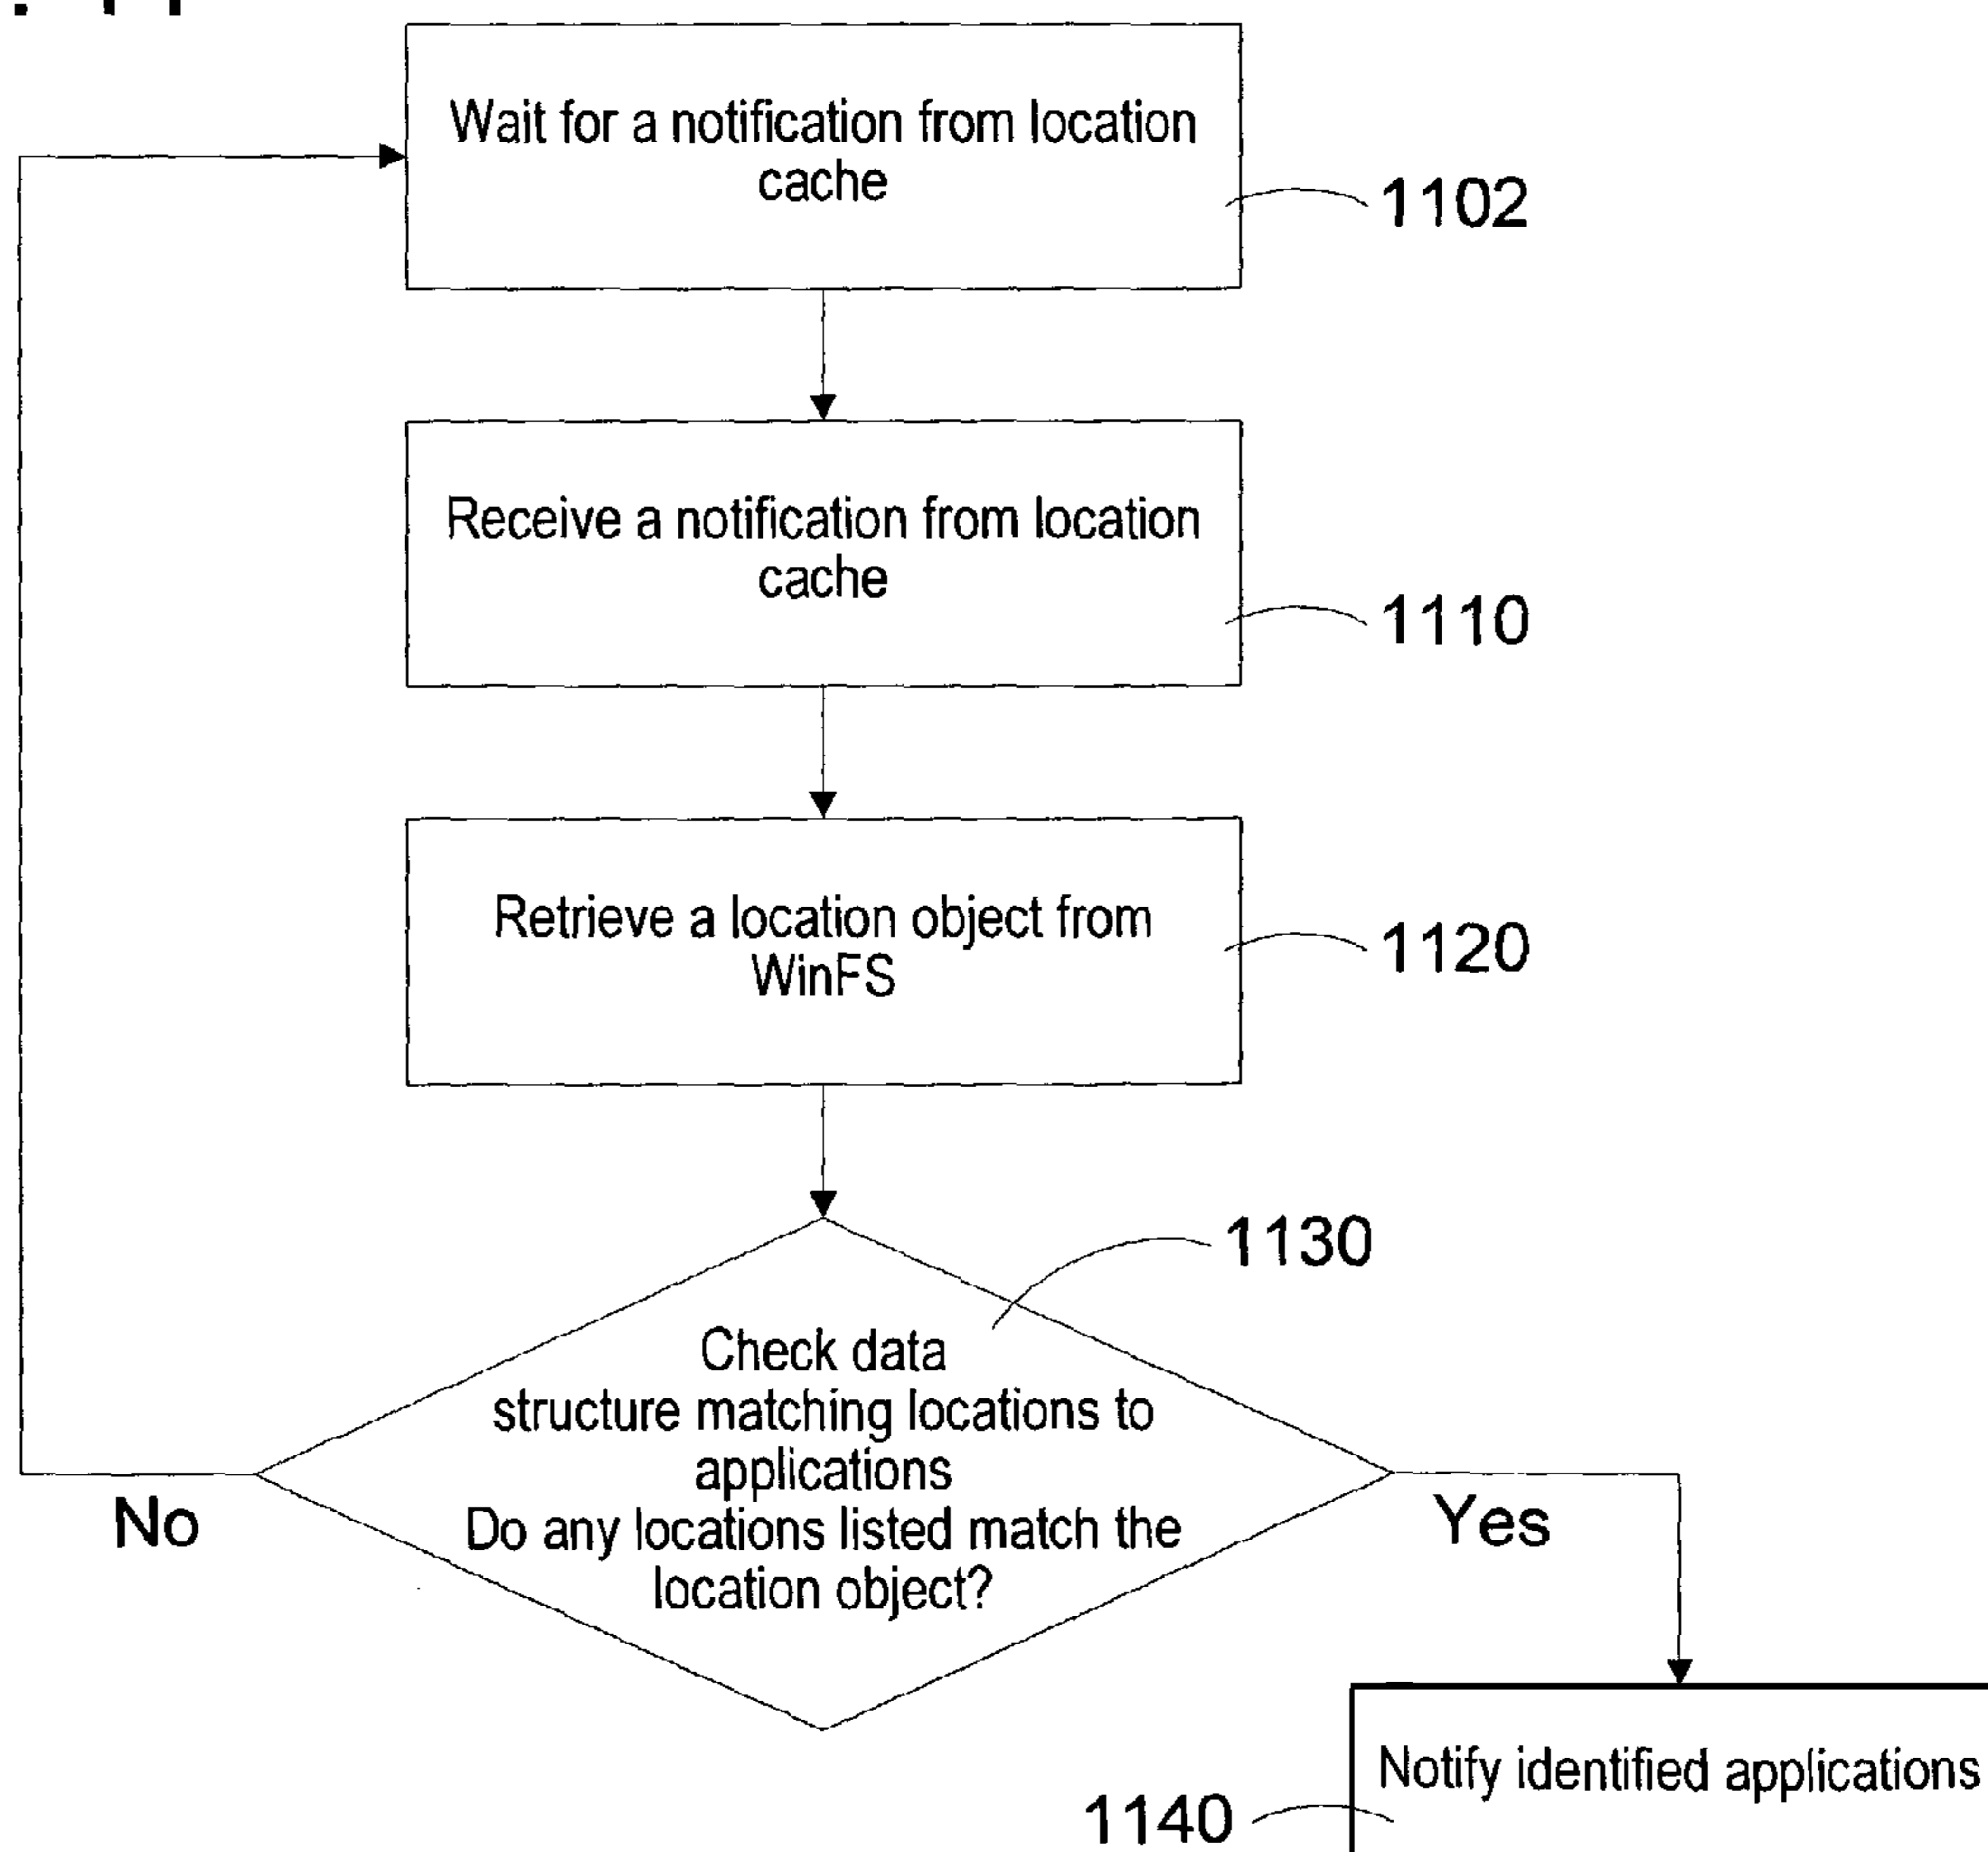 Wait for a notification from location
cache
1102
Receive a notification from location
cache
1110
Retrieve a location object from
WinFS
1120
1130
Check data
structure matching locations to
applications
Do any locations listed match the
location object?
No
Yes
Notify identified applications
1140